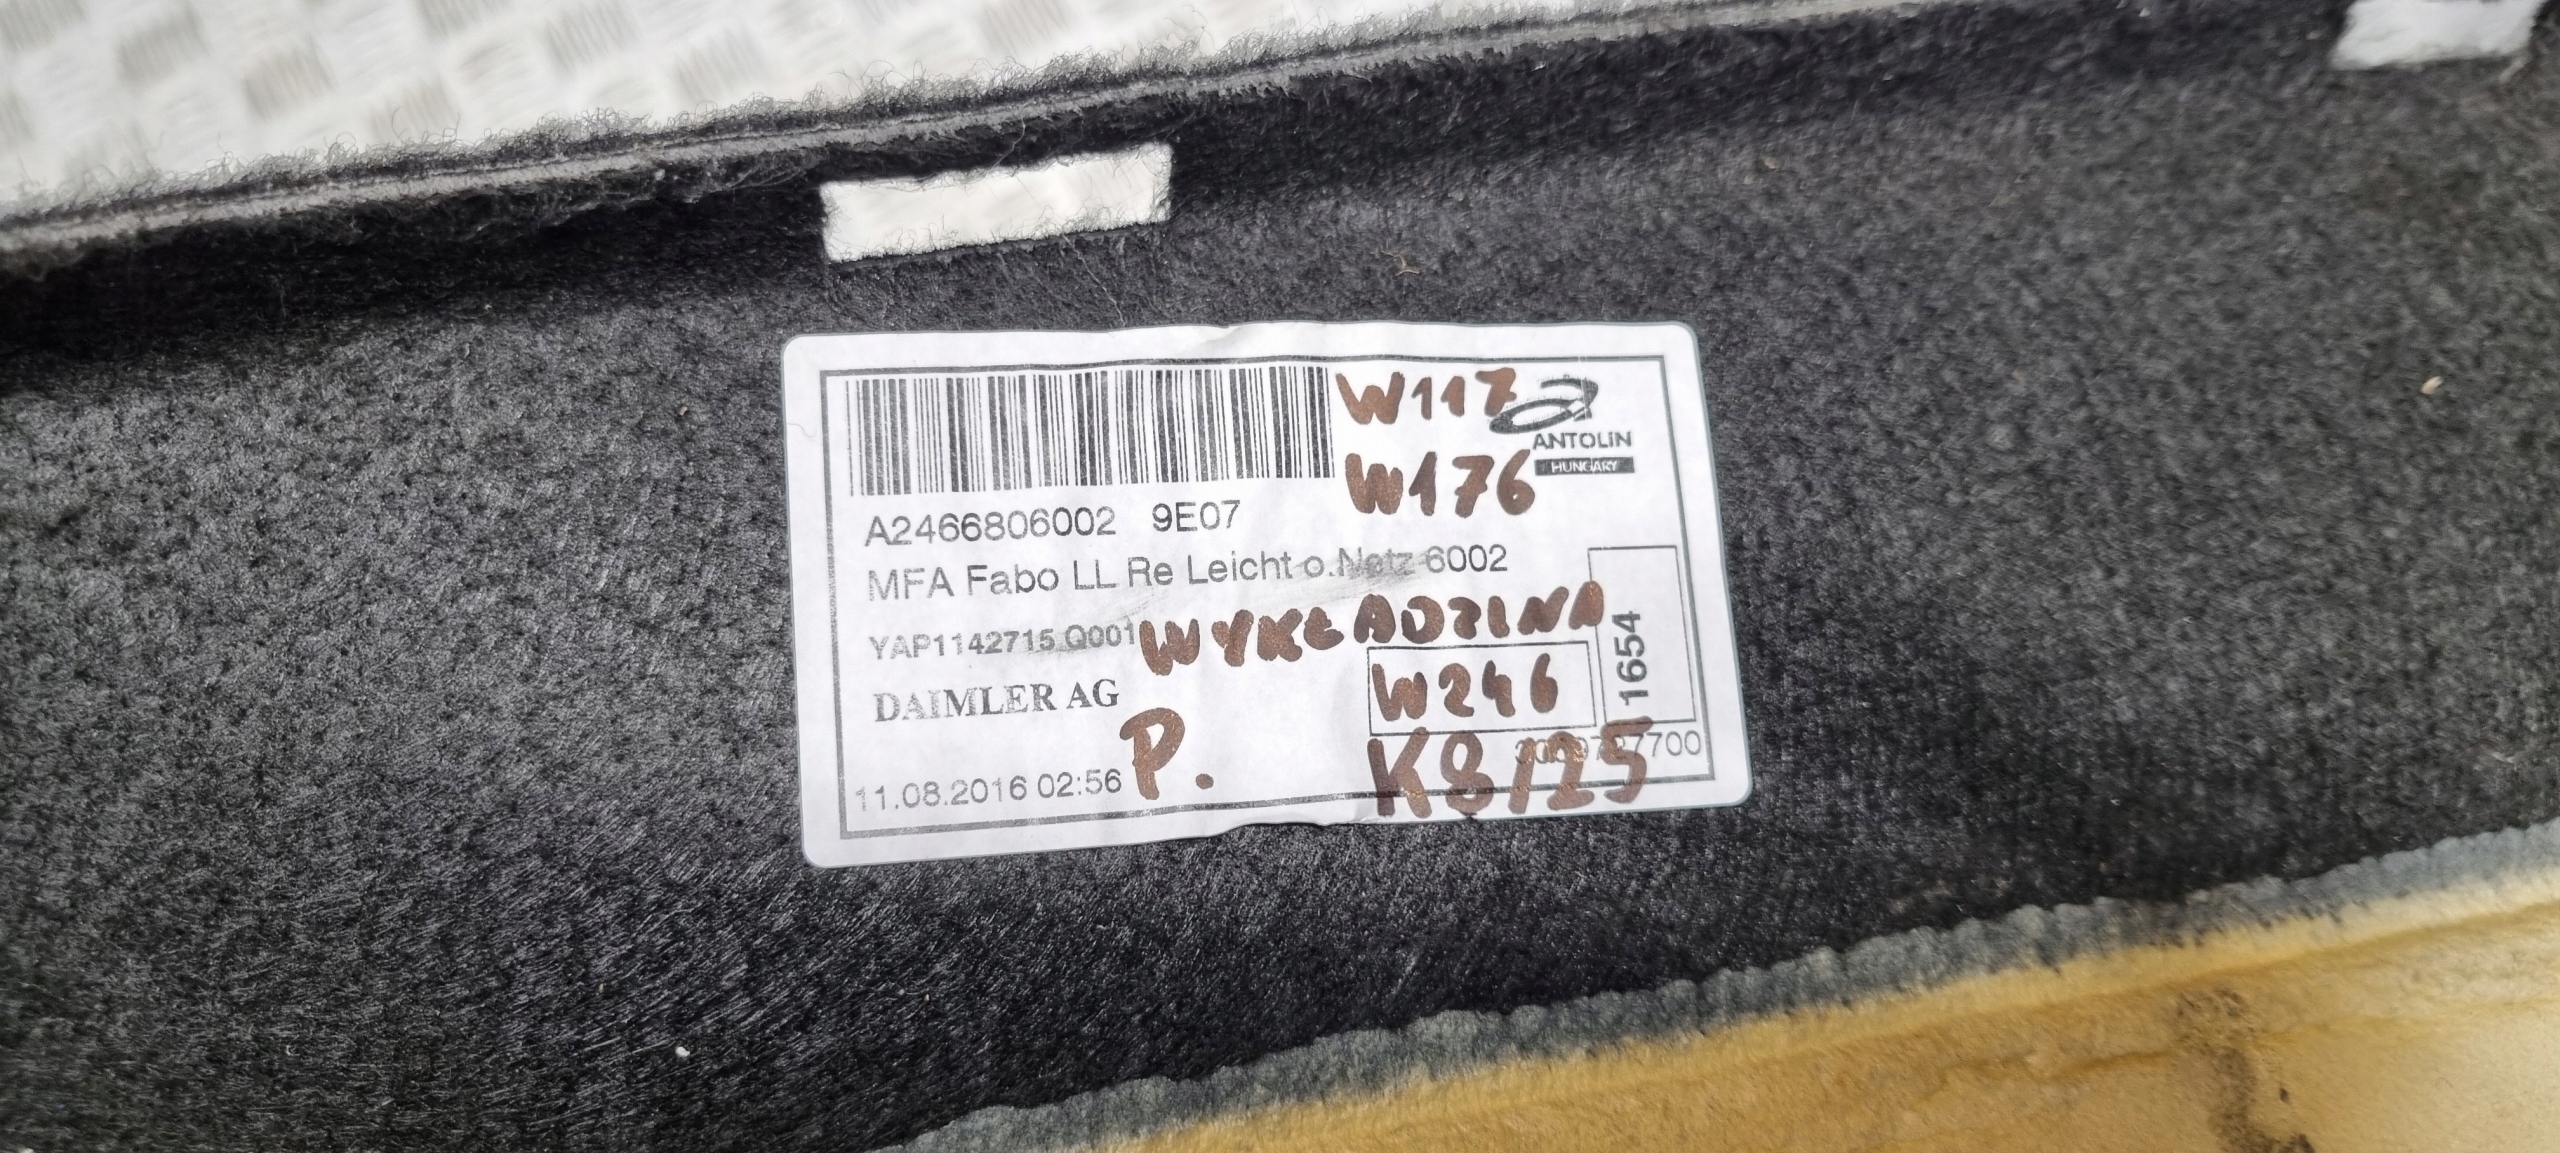 W117
ANTOLIN
HUNGARY
W176
A2466806002 9E07
MFA Fabo LL Re Leicht o.Netz 6002
YAP1142715 Q001
WYKŁADZINA
1654
DAIMLER AG
W246
P.
K8/25
11.08.2016 02:56